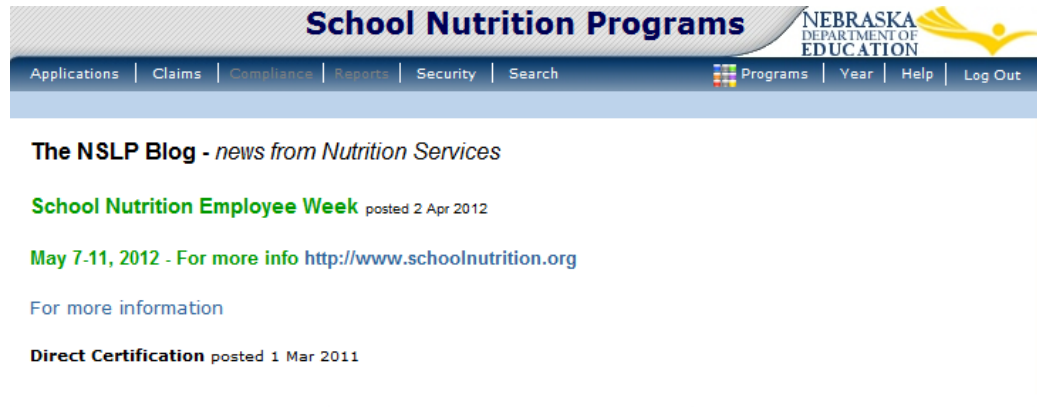 School Nutrition Programs
NEBRASKA
DEPARTMENT OF
EDUCATION
Applications | Claims | Compliance | Reports | Security | Search Programs | Year | Help | Log Out
The NSLP Blog - news from Nutrition Services
School Nutrition Employee Week posted 2 Apr 2012
May 7-11, 2012 - For more info http://www.schoolnutrition.org
For more information
Direct Certification posted 1 Mar 2011